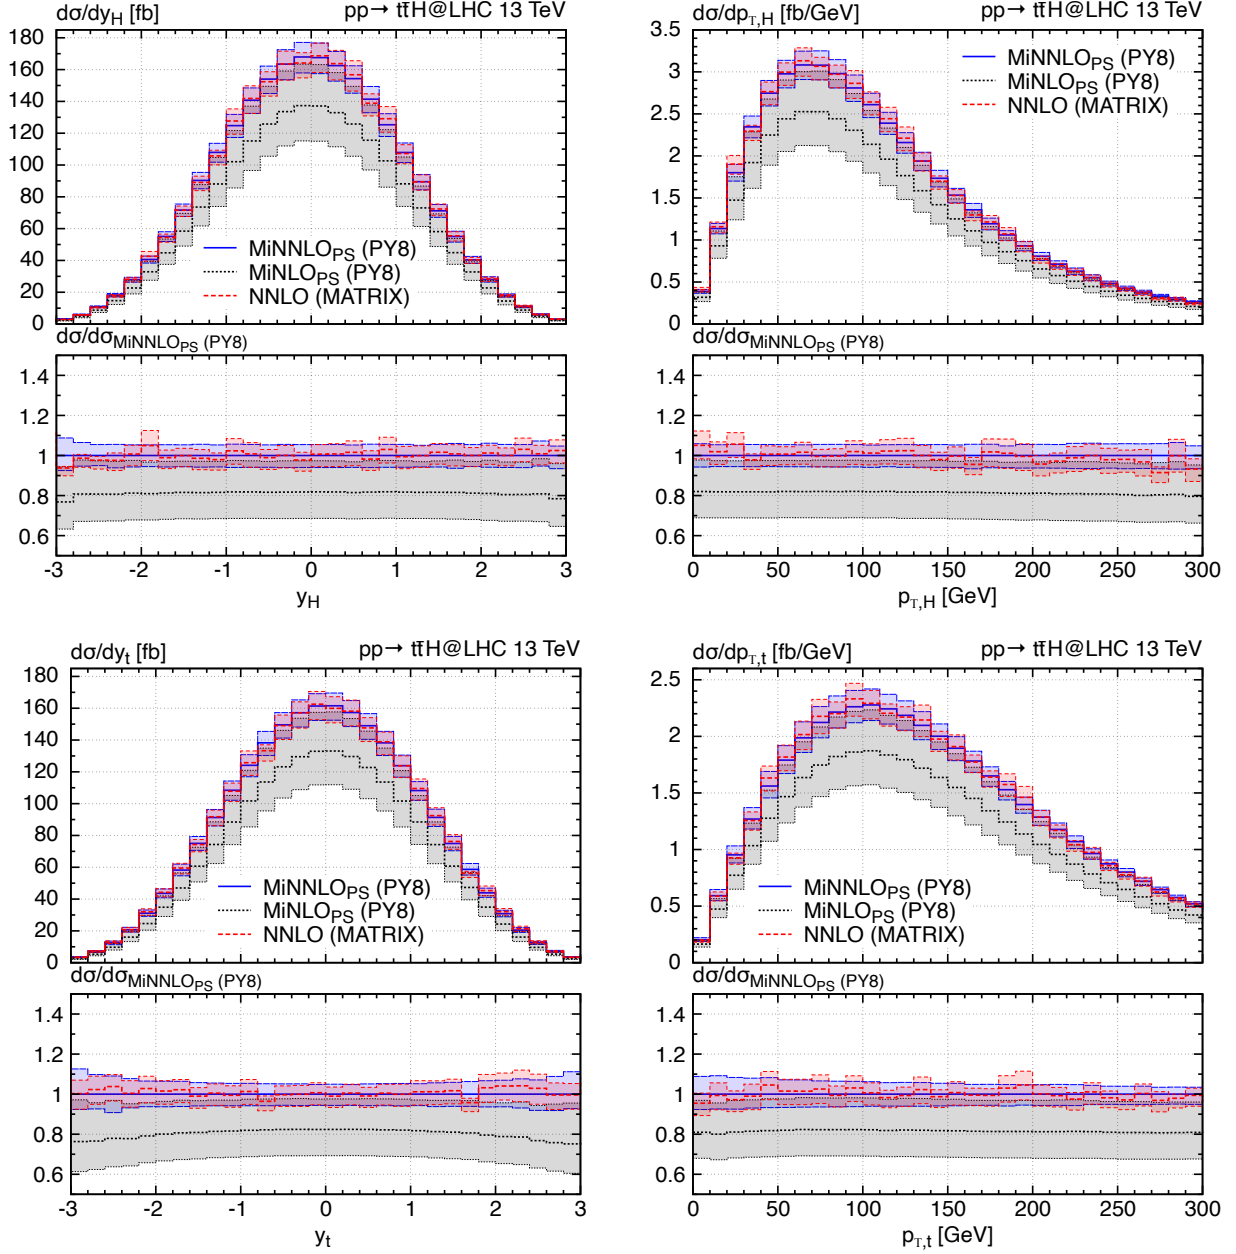 dσ/dy_H [fb] pp→ tt̄H@LHC 13 TeV
180
160
140
120
100
80
60
40
20
0
MiNNLO_PS (PY8)
MiNLO_PS (PY8)
NNLO (MATRIX)
dσ/dσ_MiNNLO_PS (PY8)
1.4
1.2
1
0.8
0.6
-3 -2 -1 0 1 2 3
y_H
dσ/dp_T,H [fb/GeV] pp→ tt̄H@LHC 13 TeV
3.5
3
2.5
2
1.5
1
0.5
0
MiNNLO_PS (PY8)
MiNLO_PS (PY8)
NNLO (MATRIX)
dσ/dσ_MiNNLO_PS (PY8)
1.4
1.2
1
0.8
0.6
0 50 100 150 200 250 300
p_T,H [GeV]
dσ/dy_t [fb] pp→ tt̄H@LHC 13 TeV
180
160
140
120
100
80
60
40
20
0
MiNNLO_PS (PY8)
MiNLO_PS (PY8)
NNLO (MATRIX)
dσ/dσ_MiNNLO_PS (PY8)
1.4
1.2
1
0.8
0.6
-3 -2 -1 0 1 2 3
y_t
dσ/dp_T,t [fb/GeV] pp→ tt̄H@LHC 13 TeV
2.5
2
1.5
1
0.5
0
MiNNLO_PS (PY8)
MiNLO_PS (PY8)
NNLO (MATRIX)
dσ/dσ_MiNNLO_PS (PY8)
1.4
1.2
1
0.8
0.6
0 50 100 150 200 250 300
p_T,t [GeV]